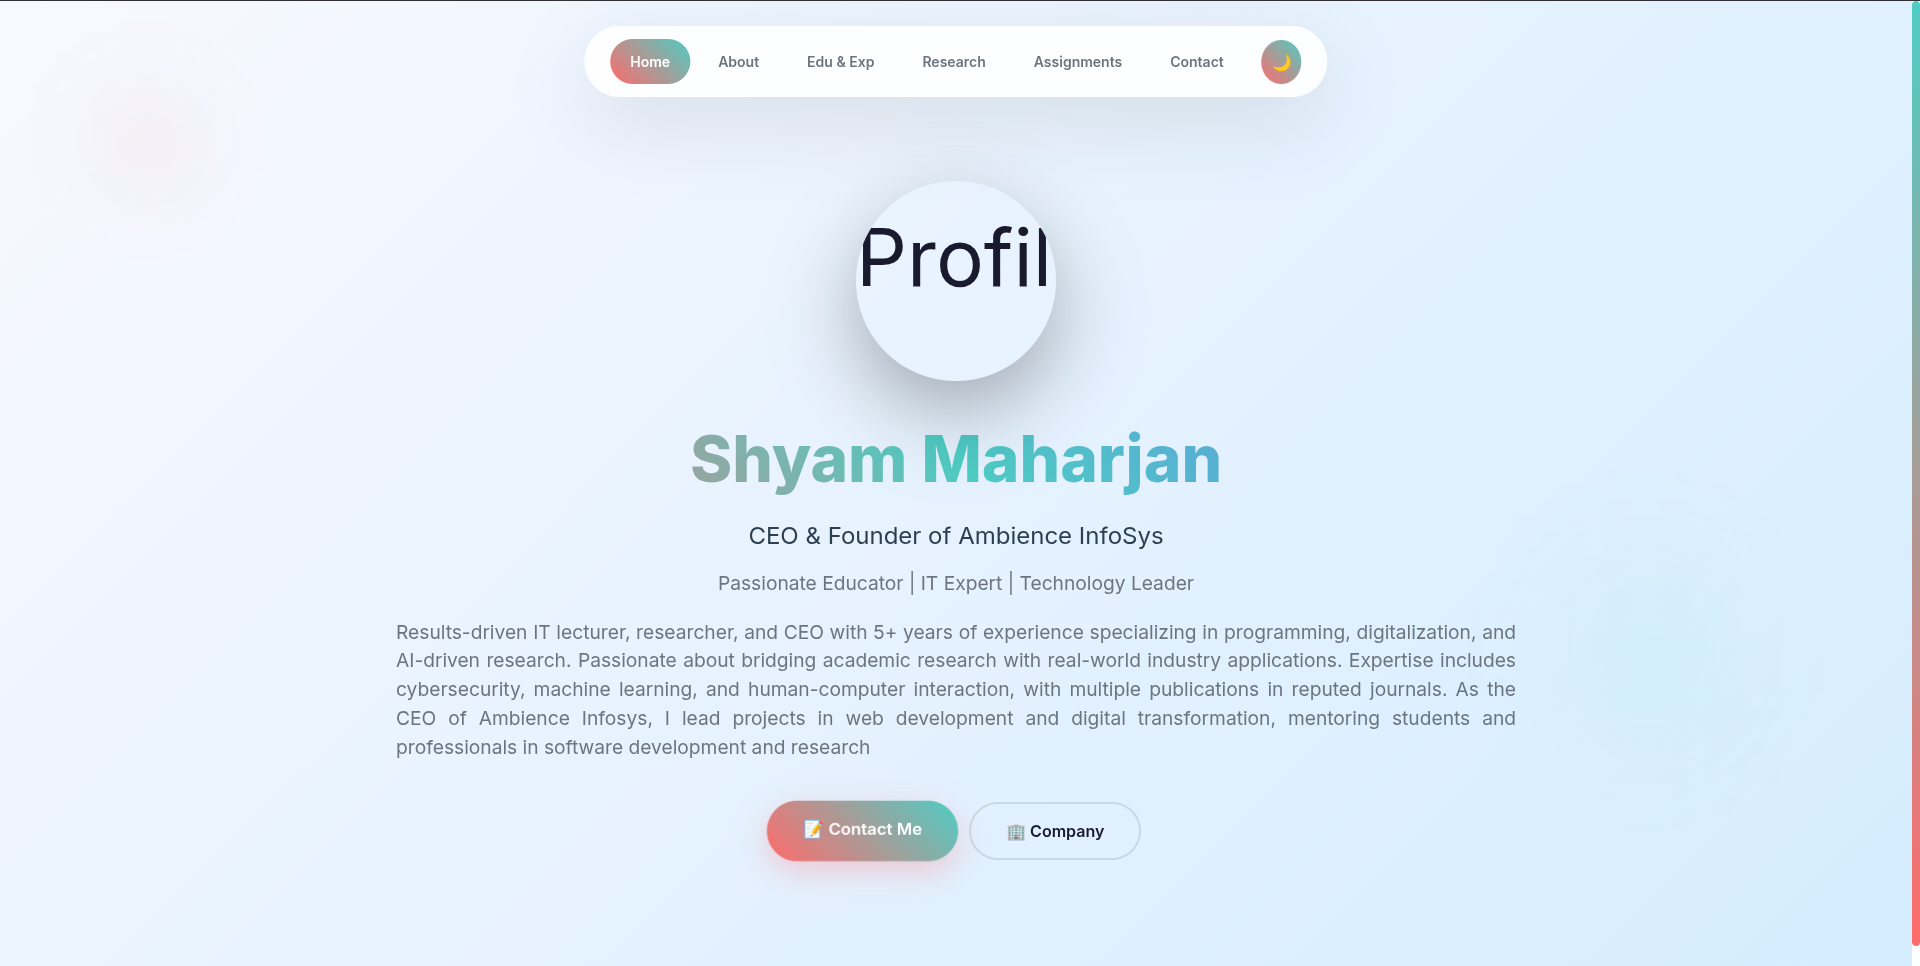 Home About Edu & Exp Research Assignments Contact
Profil
Shyam Maharjan
CEO & Founder of Ambience InfoSys
Passionate Educator | IT Expert | Technology Leader
Results-driven IT lecturer, researcher, and CEO with 5+ years of experience specializing in programming, digitalization, and
AI-driven research. Passionate about bridging academic research with real-world industry applications. Expertise includes
cybersecurity, machine learning, and human-computer interaction, with multiple publications in reputed journals. As the
CEO of Ambience Infosys, I lead projects in web development and digital transformation, mentoring students and
professionals in software development and research
📝 Contact Me 🏢 Company